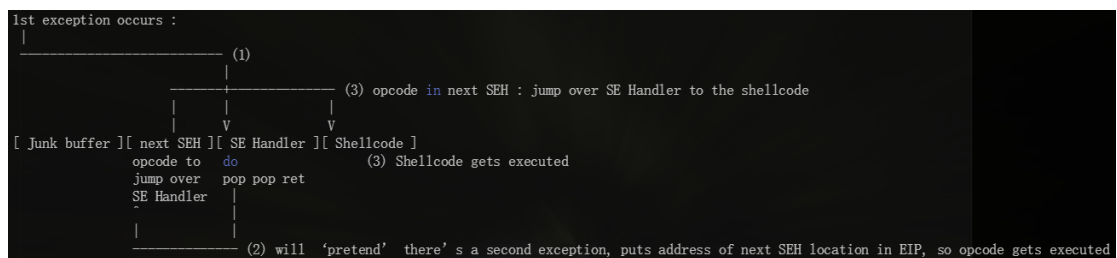 1st exception occurs :
(1)
(3) opcode in next SEH : jump over SE Handler to the shellcode
[ Junk buffer ][ next SEH ][ SE Handler ][ Shellcode ]
opcode to do (3) Shellcode gets executed
jump over pop pop ret
SE Handler
(2) will ‘pretend’ there’s a second exception, puts address of next SEH location in EIP, so opcode gets executed